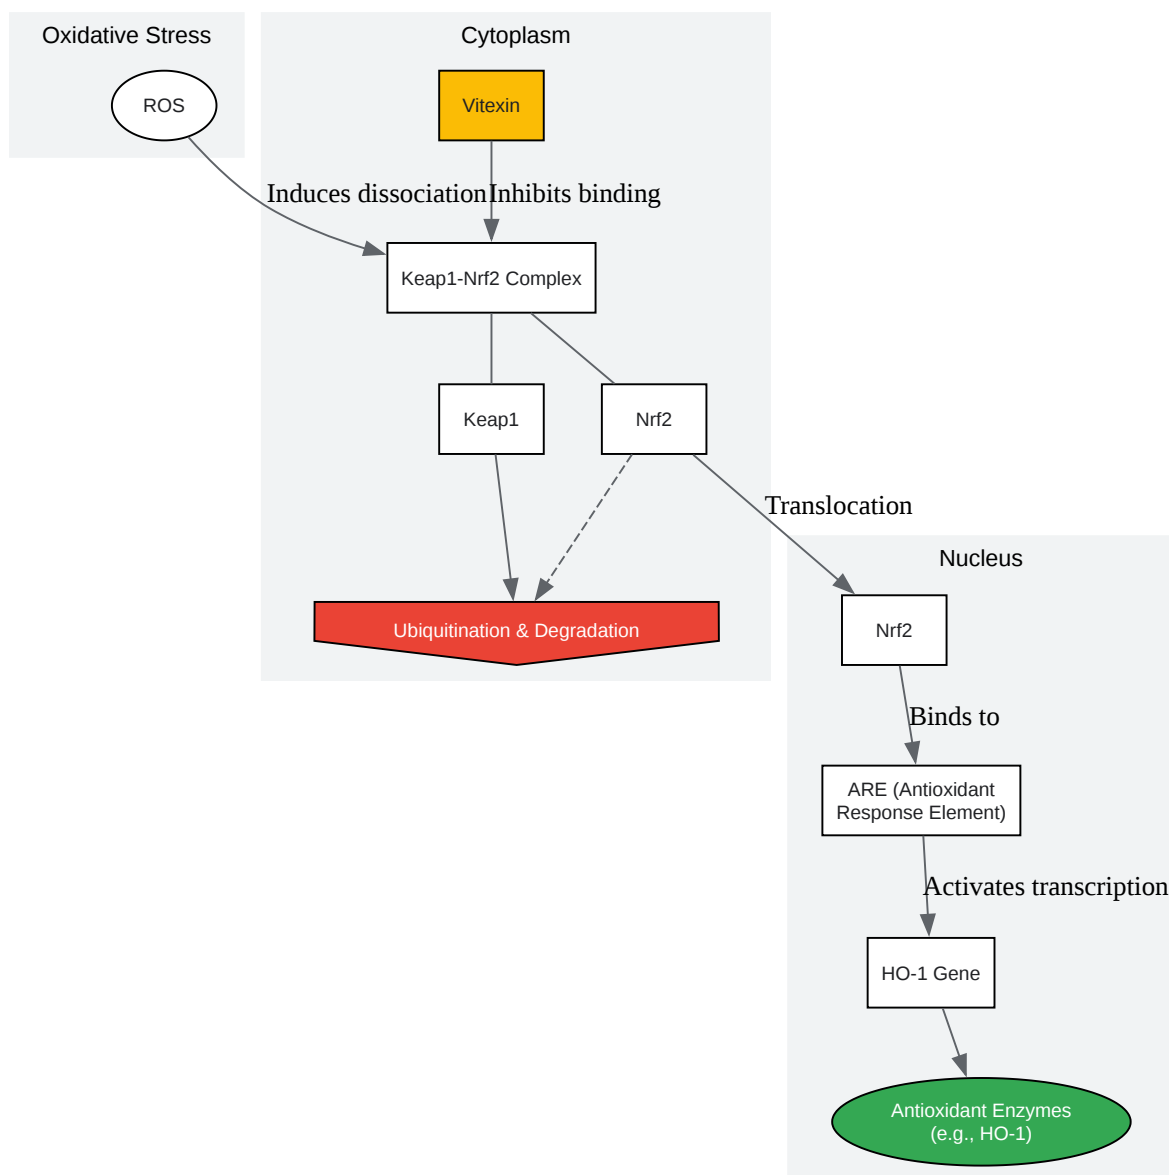 Oxidative Stress
Cytoplasm
ROS
Vitexin
Induces dissociation
Inhibits binding
Keap1-Nrf2 Complex
Keap1
Nrf2
Translocation
Nucleus
Ubiquitination & Degradation
Nrf2
Binds to
ARE (Antioxidant
Response Element)
Activates transcription
HO-1 Gene
Antioxidant Enzymes
(e.g., HO-1)